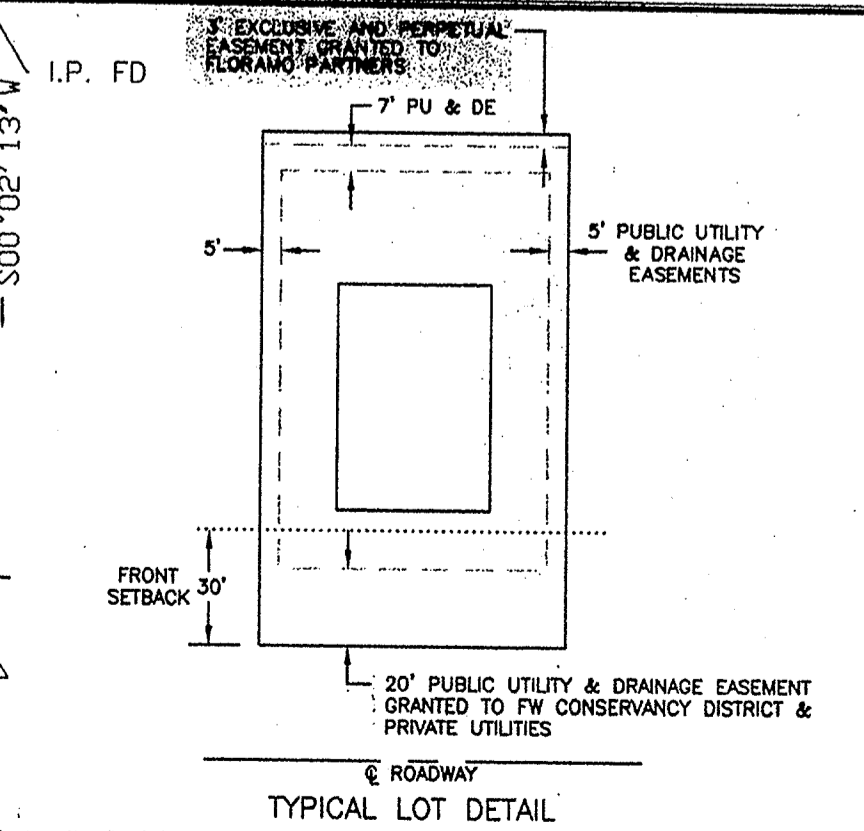 3' EXCLUSIVE AND PERPETUAL
EASEMENT GRANTED TO
FLORAMO PARTNERS
I.P. FD
S00°02'13"W
7' PU & DE
5'
5' PUBLIC UTILITY
& DRAINAGE
EASEMENTS
FRONT
SETBACK
30'
20' PUBLIC UTILITY & DRAINAGE EASEMENT
GRANTED TO FW CONSERVANCY DISTRICT &
PRIVATE UTILITIES
℄ ROADWAY
TYPICAL LOT DETAIL